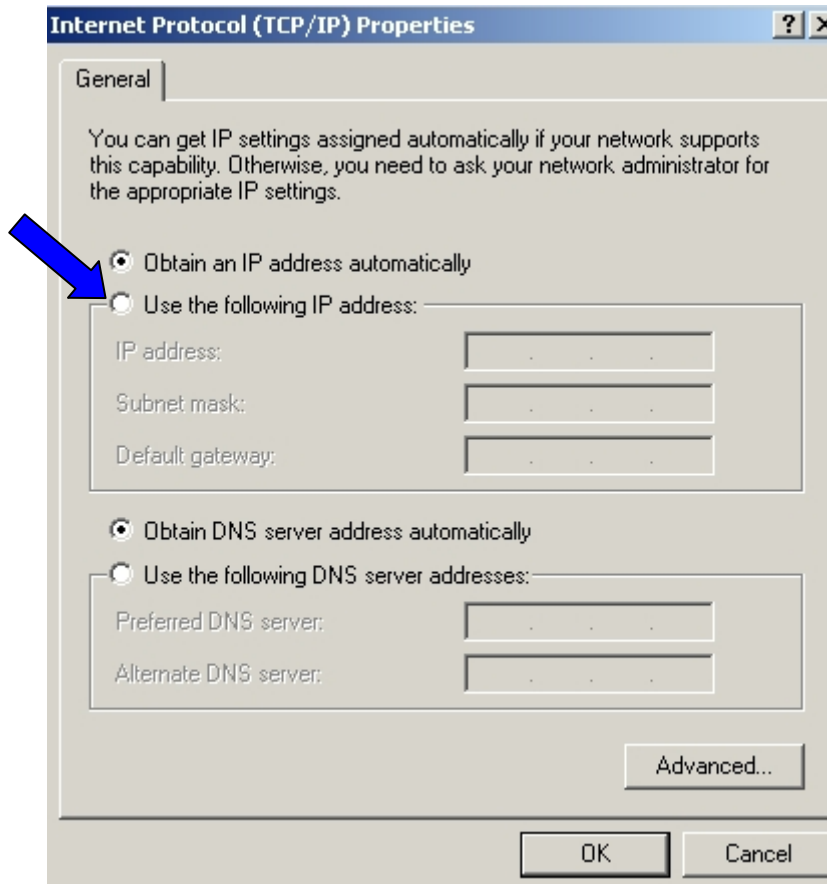 Internet Protocol (TCP/IP) Properties
General
You can get IP settings assigned automatically if your network supports
this capability. Otherwise, you need to ask your network administrator for
the appropriate IP settings.
Obtain an IP address automatically
Use the following IP address:
IP address:
Subnet mask:
Default gateway:
Obtain DNS server address automatically
Use the following DNS server addresses:
Preferred DNS server:
Alternate DNS server:
Advanced...
OK
Cancel